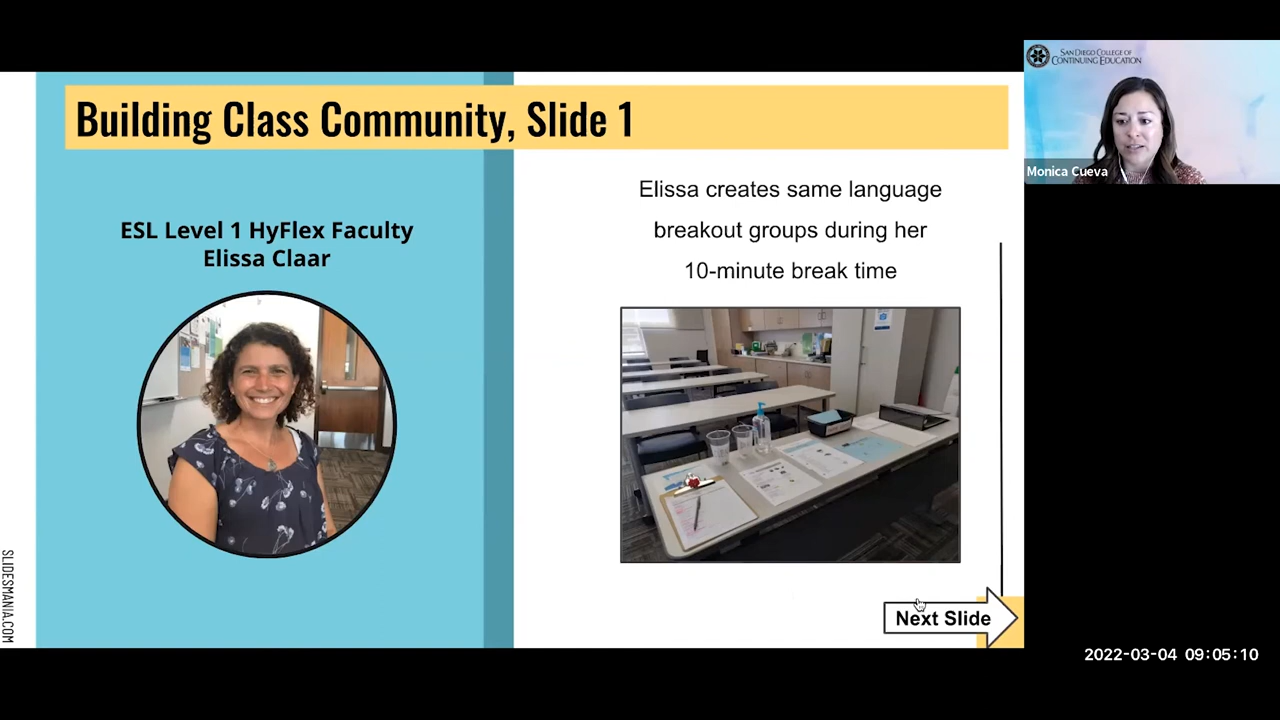 Building Class Community, Slide 1
ESL Level 1 HyFlex Faculty
Elissa Claar
Elissa creates same language
breakout groups during her
10-minute break time
Next Slide
SLIDESMANIA.COM
SAN DIEGO COLLEGE OF
CONTINUING EDUCATION
Monica Cueva
2022-03-04 09:05:10